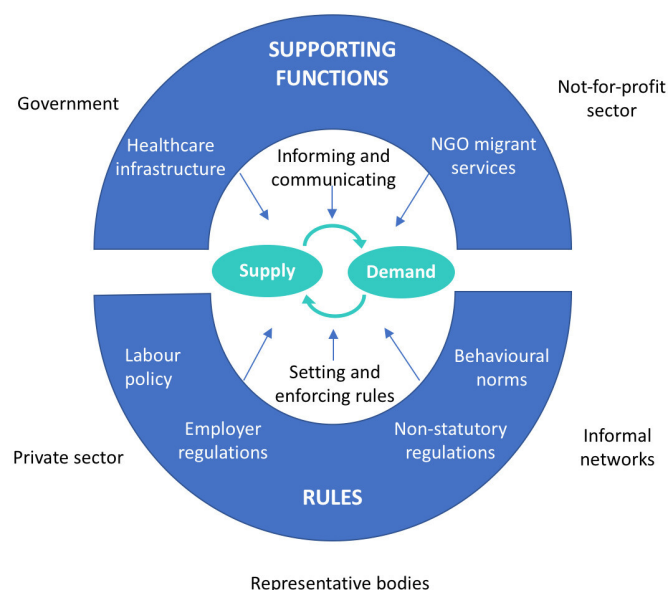 SUPPORTING
FUNCTIONS
Government
Not-for-profit
sector
Healthcare
infrastructure
Informing and
communicating
NGO migrant
services
Supply
Demand
Labour
policy
Setting and
enforcing rules
Behavioural
norms
Employer
regulations
Non-statutory
regulations
Private sector
Informal
networks
RULES
Representative bodies